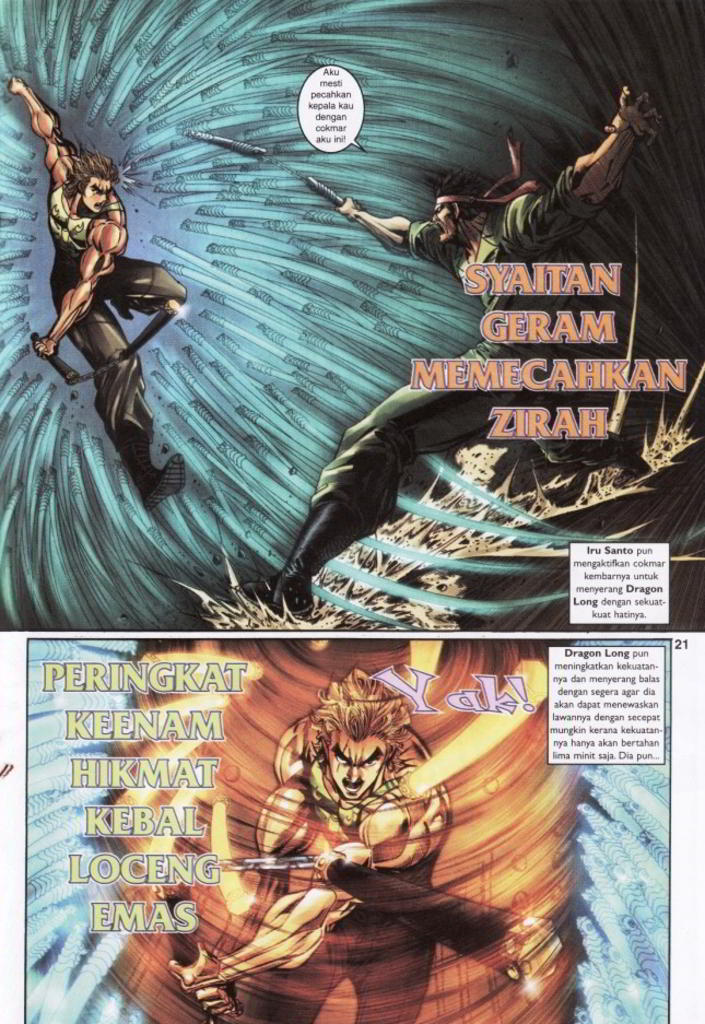 Aku
mesti
pecahkan
kepala kau
dengan
cokmar
aku ini!
SYAITAN
GERAM
MEMECAHKAN
ZIRAH
Iru Santo pun
mengaktifkan cokmar
kembarnya untuk
menyerang Dragon
Long dengan sekuat-
kuat hatinya.
21
PERINGKAT
KEENAM
HIKMAT
KEBAL
LOCENG
EMAS
Yak!
Dragon Long pun
meningkatkan kekuatan-
nya dan menyerang balas
dengan segera agar dia
akan dapat menewaskan
lawannya dengan secepat
mungkin kerana kekuatan-
nya hanya akan bertahan
lima minit saja. Dia pun...